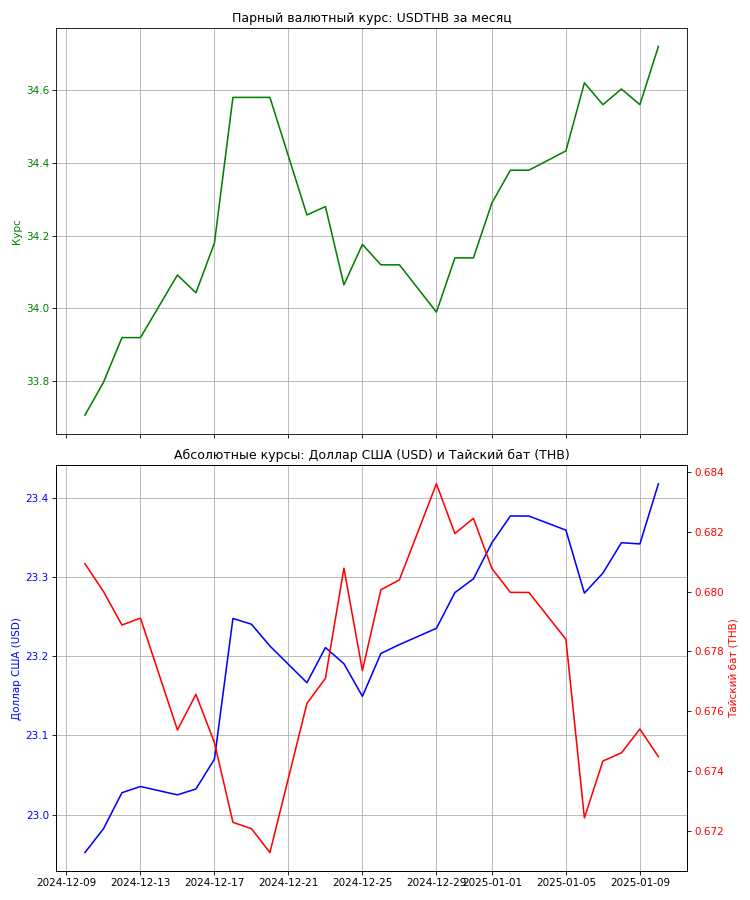 Парный валютный курс: USDTHB за месяц
34.6
34.4
34.2
34.0
33.8
Курс
Абсолютные курсы: Доллар США (USD) и Тайский бат (THB)
23.4
23.3
23.2
23.1
23.0
Доллар США (USD)
0.684
0.682
0.680
0.678
0.676
0.674
0.672
Тайский бат (THB)
2024-12-09 2024-12-13 2024-12-17 2024-12-21 2024-12-25 2024-12-29 2025-01-01 2025-01-05 2025-01-09